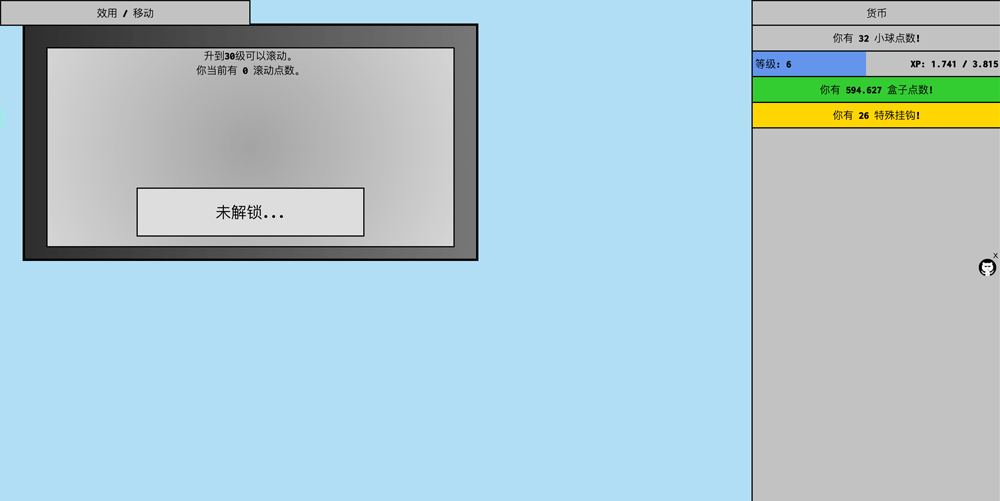 效用 / 移动
升到30级可以滚动。
你当前有 0 滚动点数。
未解锁...
货币
你有 32 小球点数!
等级: 6 XP: 1.741 / 3.815
你有 594.627 盒子点数!
你有 26 特殊挂钩!
x